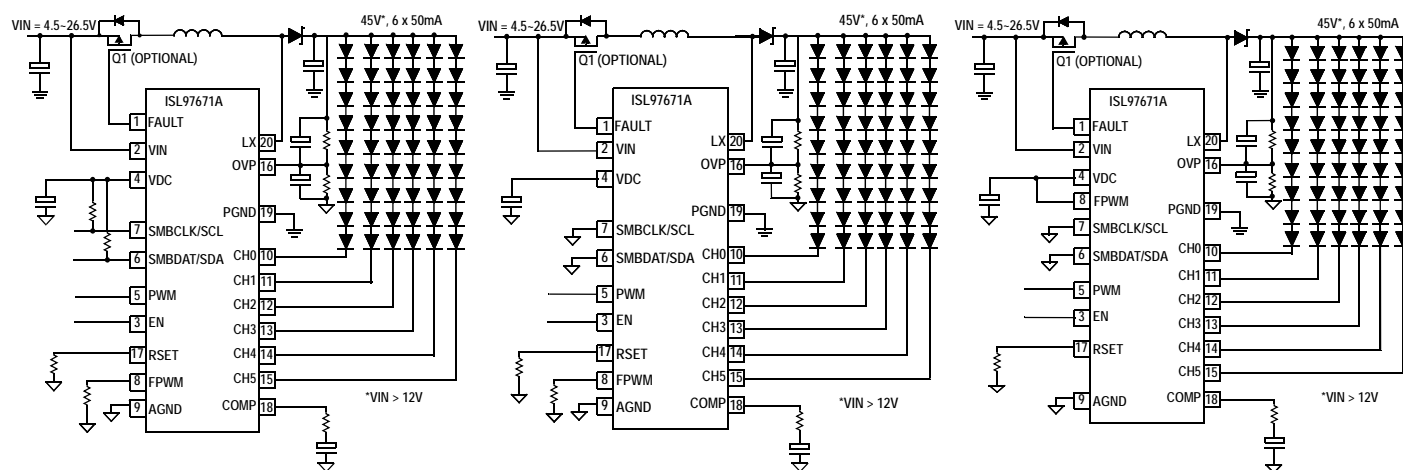 VIN = 4.5~26.5V
45V*, 6 x 50mA
Q1 (OPTIONAL)
ISL97671A
1 FAULT
2 VIN
4 VDC
7 SMBCLK/SCL
6 SMBDAT/SDA
5 PWM
3 EN
17 RSET
8 FPWM
9 AGND
LX 20
OVP 16
PGND 19
CH0 10
CH1 11
CH2 12
CH3 13
CH4 14
CH5 15
COMP 18
*VIN > 12V
VIN = 4.5~26.5V
45V*, 6 x 50mA
Q1 (OPTIONAL)
ISL97671A
1 FAULT
2 VIN
4 VDC
7 SMBCLK/SCL
6 SMBDAT/SDA
5 PWM
3 EN
17 RSET
8 FPWM
9 AGND
LX 20
OVP 16
PGND 19
CH0 10
CH1 11
CH2 12
CH3 13
CH4 14
CH5 15
COMP 18
*VIN > 12V
VIN = 4.5~26.5V
45V*, 6 x 50mA
Q1 (OPTIONAL)
ISL97671A
1 FAULT
2 VIN
4 VDC
8 FPWM
7 SMBCLK/SCL
6 SMBDAT/SDA
5 PWM
3 EN
17 RSET
9 AGND
LX 20
OVP 16
PGND 19
CH0 10
CH1 11
CH2 12
CH3 13
CH4 14
CH5 15
COMP 18
*VIN > 12V